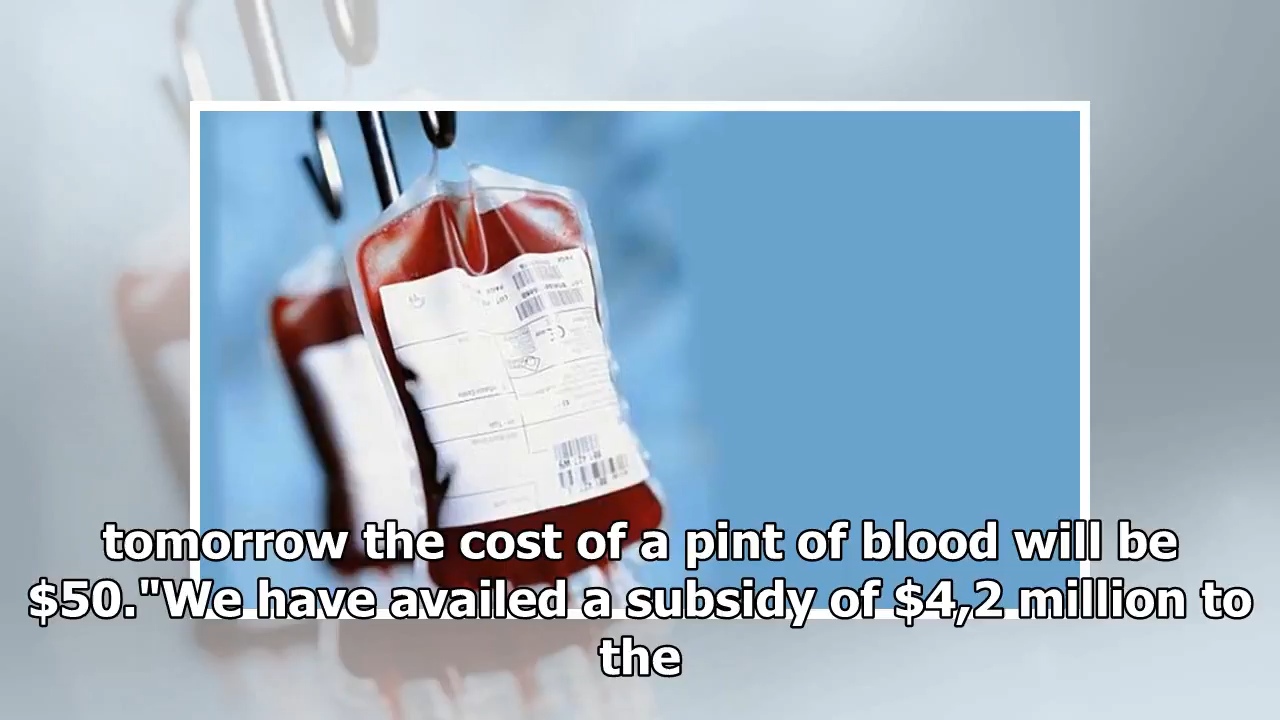 tomorrow the cost of a pint of blood will be
$50."We have availed a subsidy of $4,2 million to
the